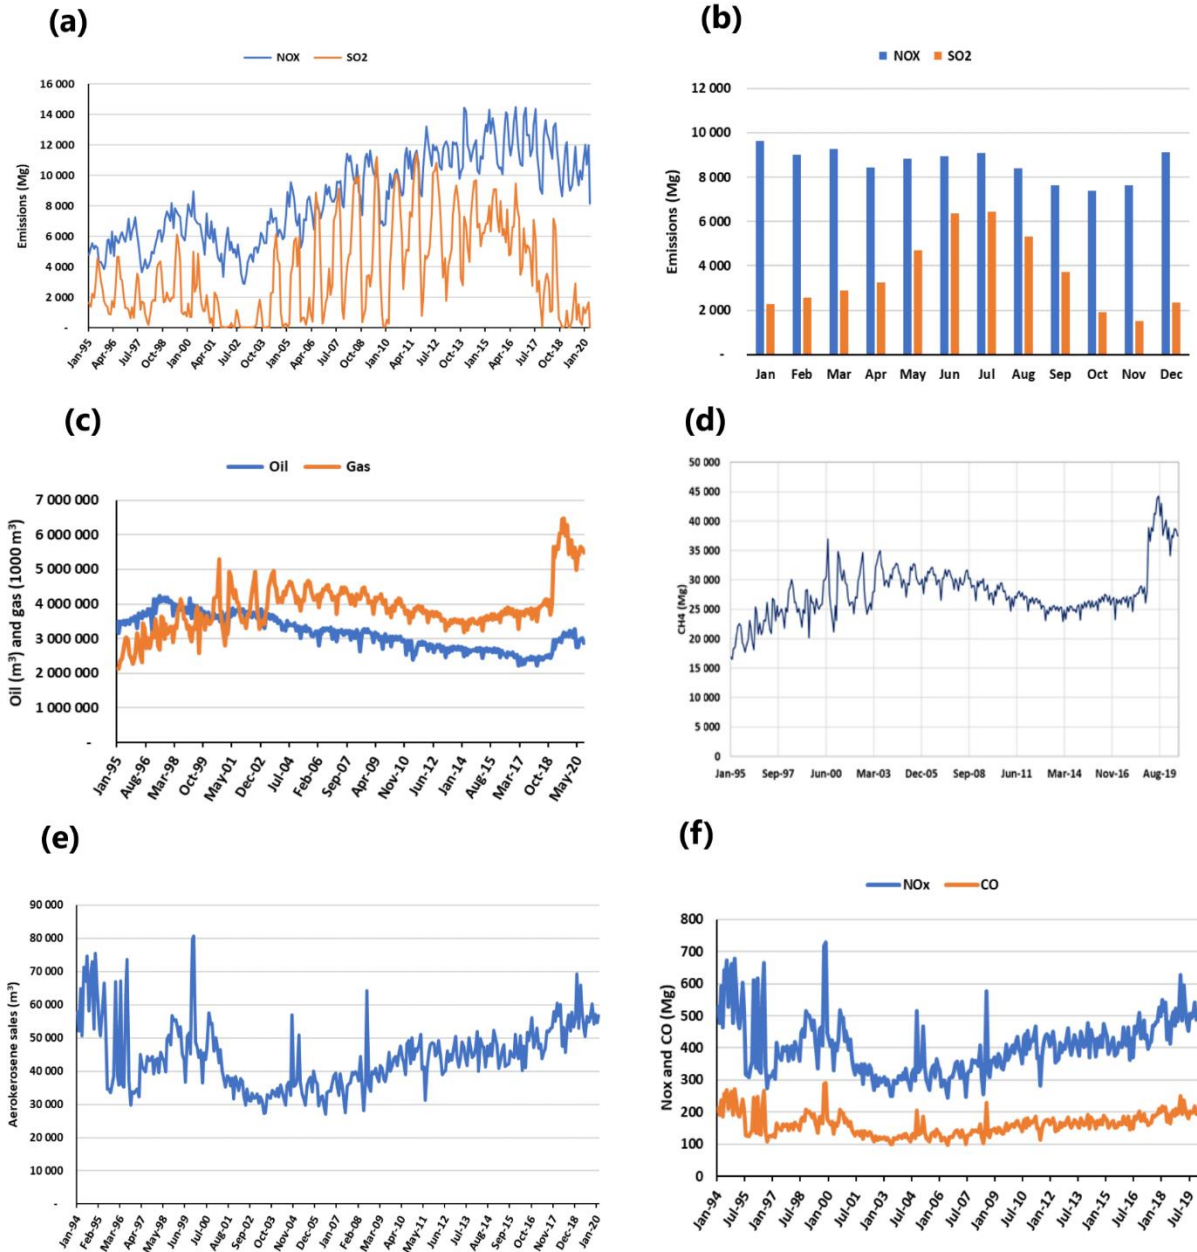 (a)
NOX SO2
Emissions (Mg)
16 000
14 000
12 000
10 000
8 000
6 000
4 000
2 000
-
Jan-95 Apr-96 Jul-97 Oct-98 Jan-00 Apr-01 Jul-02 Oct-03 Jan-05 Apr-06 Jul-07 Oct-08 Jan-10 Apr-11 Jul-12 Oct-13 Jan-15 Apr-16 Jul-17 Oct-18 Jan-20
(b)
NOX SO2
Emissions (Mg)
12 000
10 000
8 000
6 000
4 000
2 000
-
Jan Feb Mar Apr May Jun Jul Aug Sep Oct Nov Dec
(c)
Oil Gas
Oil (m³) and gas (1000 m³)
7 000 000
6 000 000
5 000 000
4 000 000
3 000 000
2 000 000
1 000 000
-
Jan-95 Aug-96 Mar-98 Oct-99 May-01 Dec-02 Jul-04 Feb-06 Sep-07 Apr-09 Nov-10 Jun-12 Jan-14 Aug-15 Mar-17 Oct-18 May-20
(d)
CH4 (Mg)
50 000
45 000
40 000
35 000
30 000
25 000
20 000
15 000
10 000
5 000
0
Jan-95 Sep-97 Jun-00 Mar-03 Dec-05 Sep-08 Jun-11 Mar-14 Nov-16 Aug-19
(e)
Aerokerosene sales (m³)
90 000
80 000
70 000
60 000
50 000
40 000
30 000
20 000
10 000
-
Jan-94 Feb-95 Mar-96 Apr-97 May-98 Jun-99 Jul-00 Aug-01 Sep-02 Oct-03 Nov-04 Dec-05 Jan-07 Feb-08 Mar-09 Apr-10 May-11 Jun-12 Jul-13 Aug-14 Sep-15 Oct-16 Nov-17 Dec-18 Jan-20
(f)
NOx CO
Nox and CO (Mg)
800
700
600
500
400
300
200
100
0
Jan-94 Jul-95 Jan-97 Jul-98 Jan-00 Jul-01 Jan-03 Jul-04 Jan-06 Jul-07 Jan-09 Jul-10 Jan-12 Jul-13 Jan-15 Jul-16 Jan-18 Jul-19